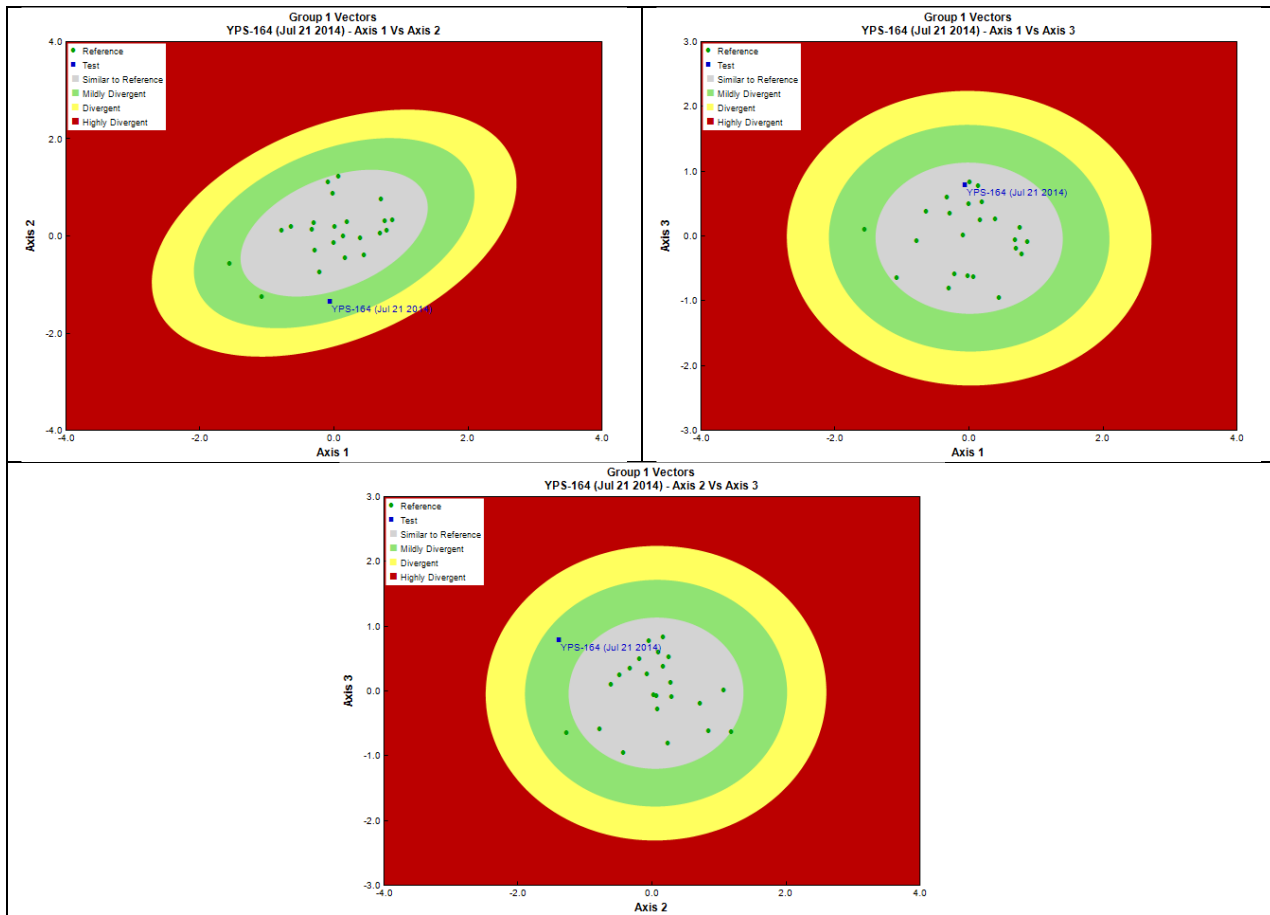 Group 1 Vectors
YPS-164 (Jul 21 2014) - Axis 1 Vs Axis 2
4.0
Reference
Test
Similar to Reference
Mildly Divergent
Divergent
Highly Divergent
2.0
Axis 2
0.0
YPS-164 (Jul 21 2014)
-2.0
-4.0
-4.0 -2.0 0.0 2.0 4.0
Axis 1
Group 1 Vectors
YPS-164 (Jul 21 2014) - Axis 1 Vs Axis 3
3.0
Reference
Test
Similar to Reference
Mildly Divergent
Divergent
Highly Divergent
2.0
1.0
YPS-164 (Jul 21 2014)
Axis 3
0.0
-1.0
-2.0
-3.0
-4.0 -2.0 0.0 2.0 4.0
Axis 1
Group 1 Vectors
YPS-164 (Jul 21 2014) - Axis 2 Vs Axis 3
3.0
Reference
Test
Similar to Reference
Mildly Divergent
Divergent
Highly Divergent
2.0
1.0
YPS-164 (Jul 21 2014)
Axis 3
0.0
-1.0
-2.0
-3.0
-4.0 -2.0 0.0 2.0 4.0
Axis 2